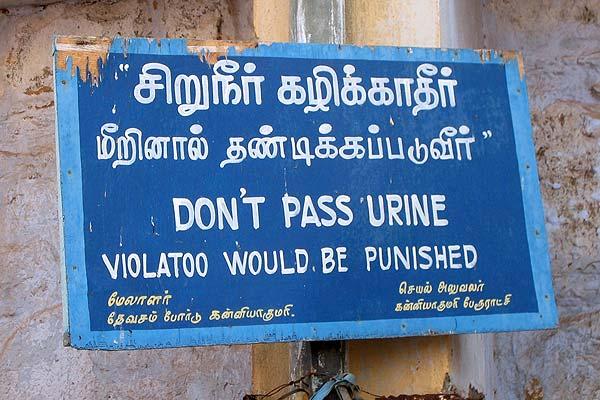 "சிறுநீர் கழிக்காதீர்
மீறினால் தண்டிக்கப்படுவீர்"
DON'T PASS URINE
VIOLATOO WOULD.BE PUNISHED
மேலாளர்
தேவசம் போர்டு கன்னியாகுமரி.
செயல் அலுவலர்
கன்னியாகுமரி பேரூராட்சி